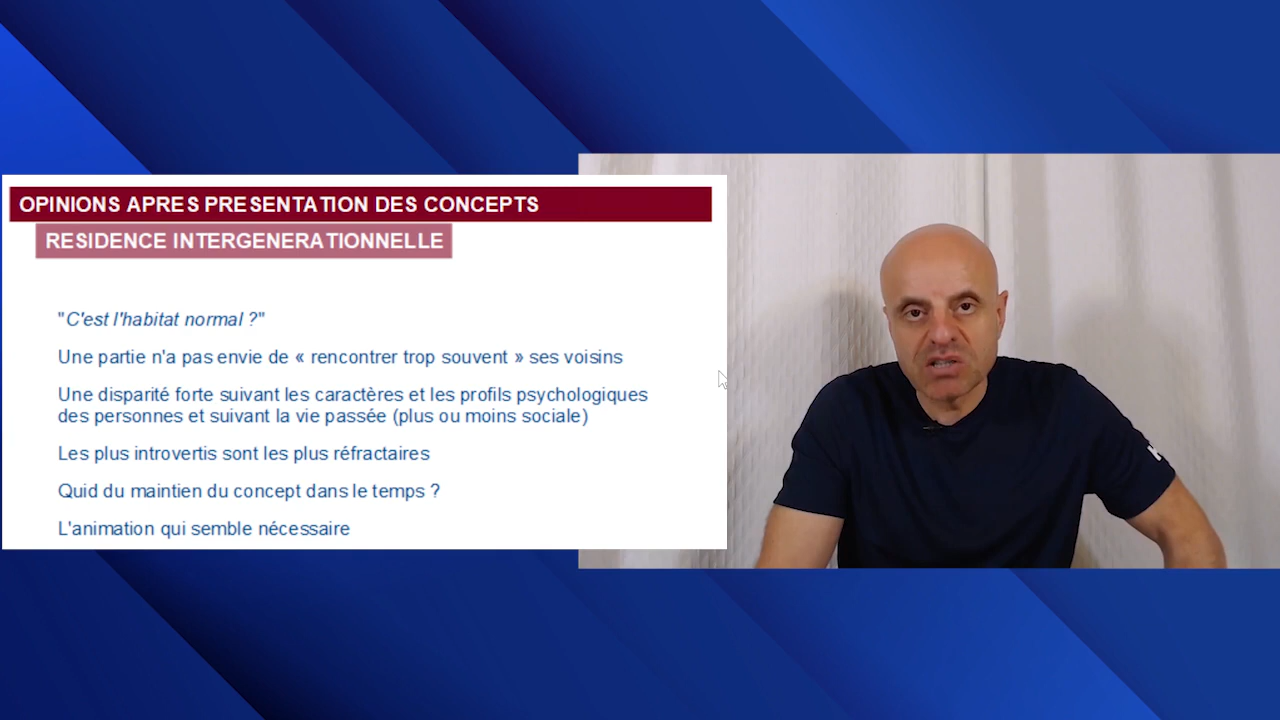 OPINIONS APRES PRESENTATION DES CONCEPTS
RESIDENCE INTERGENERATIONNELLE
"C'est l'habitat normal ?"
Une partie n'a pas envie de « rencontrer trop souvent » ses voisins
Une disparité forte suivant les caractères et les profils psychologiques
des personnes et suivant la vie passée (plus ou moins sociale)
Les plus introvertis sont les plus réfractaires
Quid du maintien du concept dans le temps ?
L'animation qui semble nécessaire